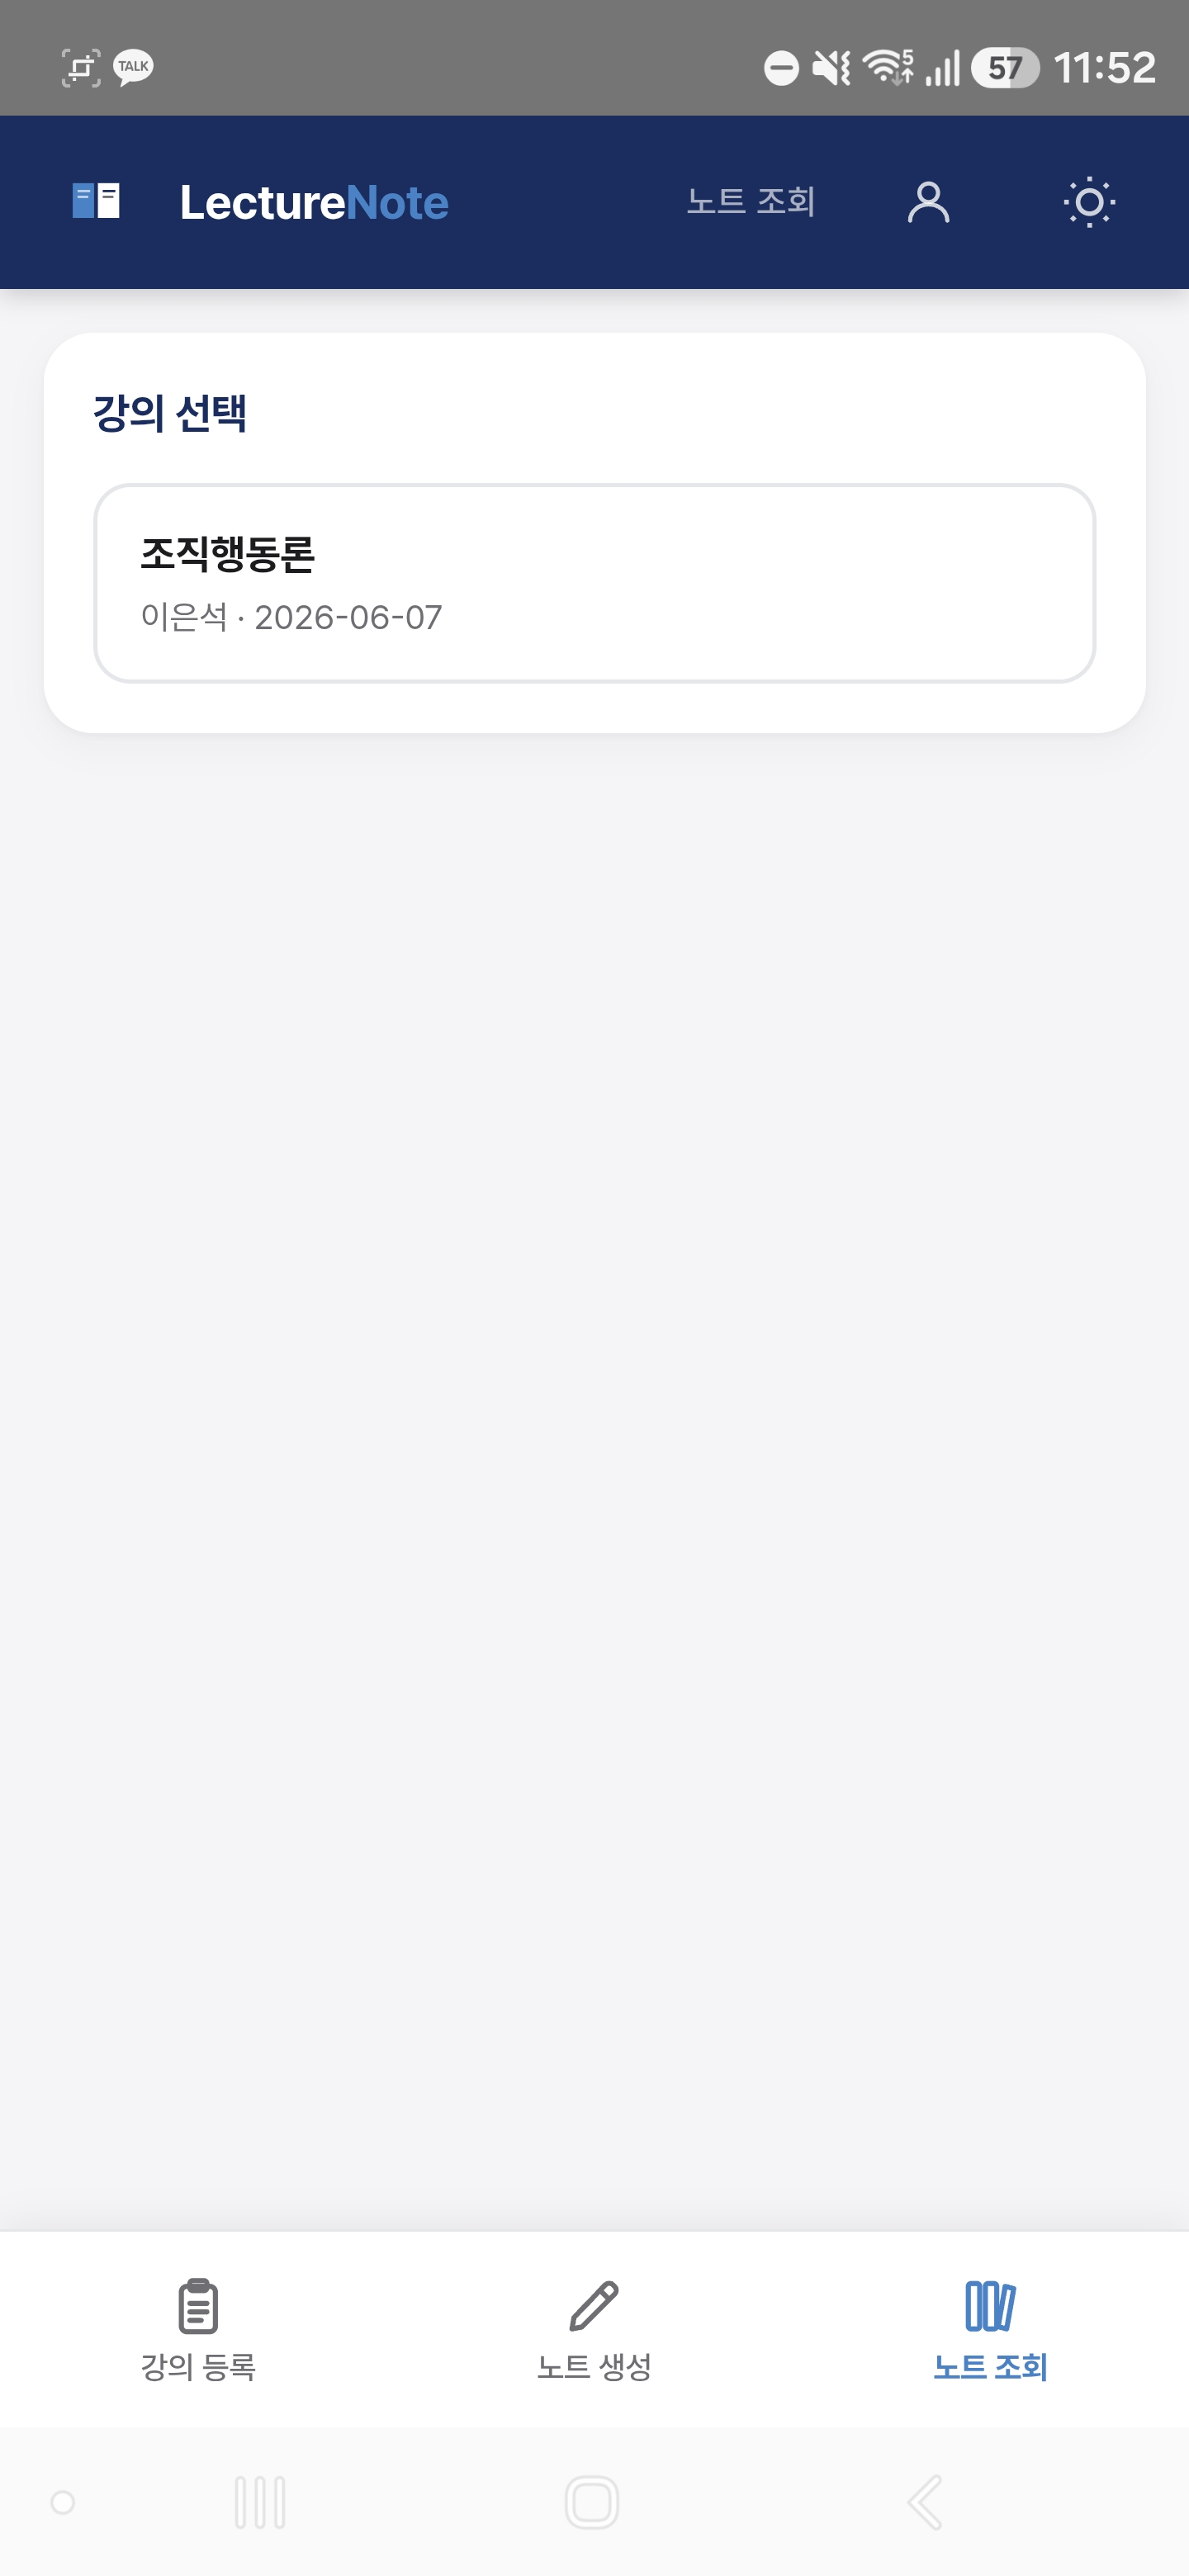 TALK
5
57
11:52
LectureNote
노트 조회
강의 선택
조직행동론
이은석 · 2026-06-07
강의 등록
노트 생성
노트 조회